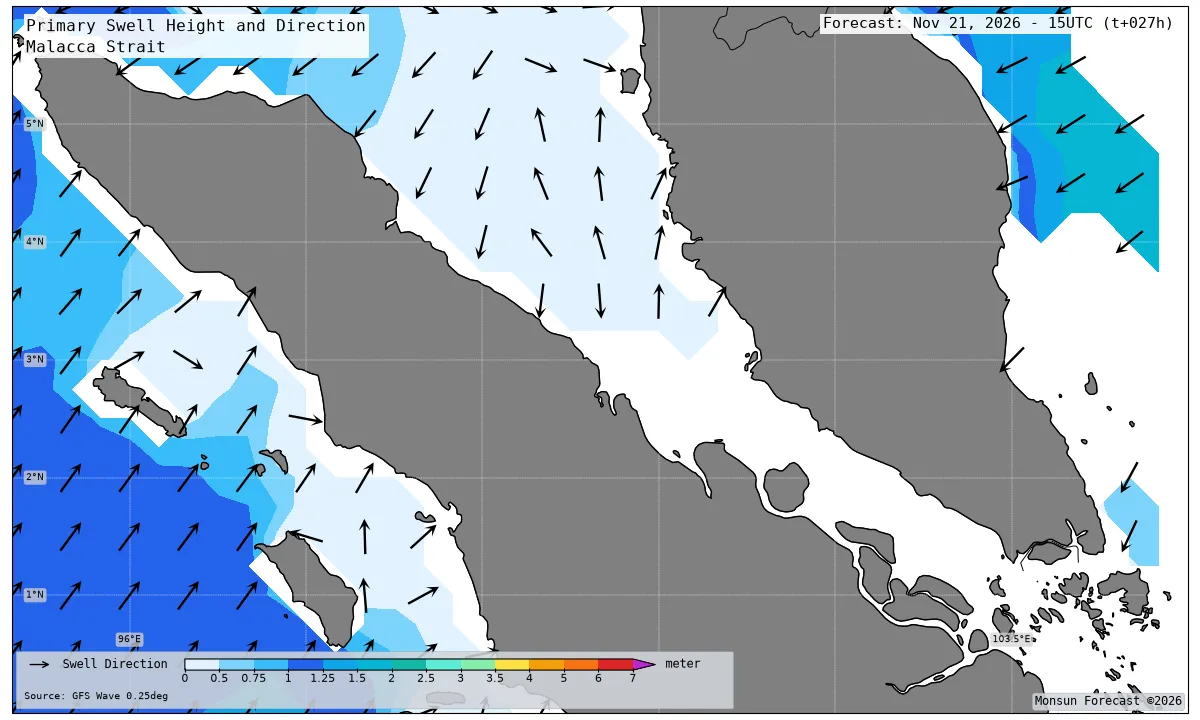 Primary Swell Height and Direction
Malacca Strait
Forecast: Nov 21, 2026 - 15UTC (t+027h)
5°N
4°N
3°N
2°N
1°N
96°E
103.5°E
Swell Direction
meter
0 0.5 0.75 1 1.25 1.5 2 2.5 3 3.5 4 5 6 7
Source: GFS Wave 0.25deg
Monsun Forecast ©2026